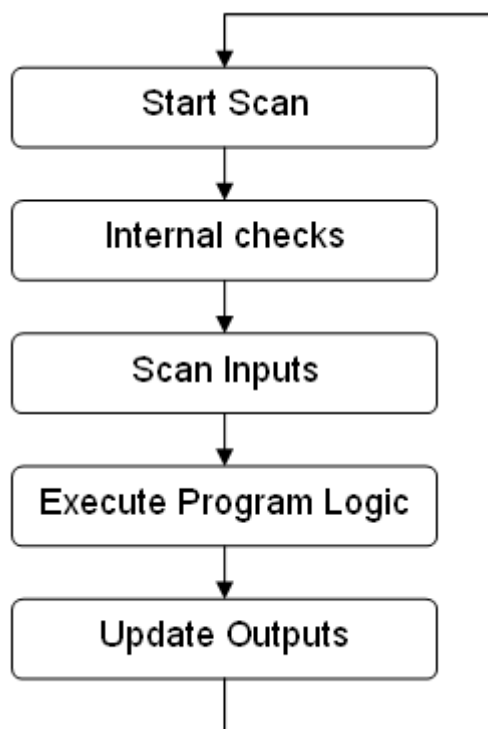 Start Scan
Internal checks
Scan Inputs
Execute Program Logic
Update Outputs